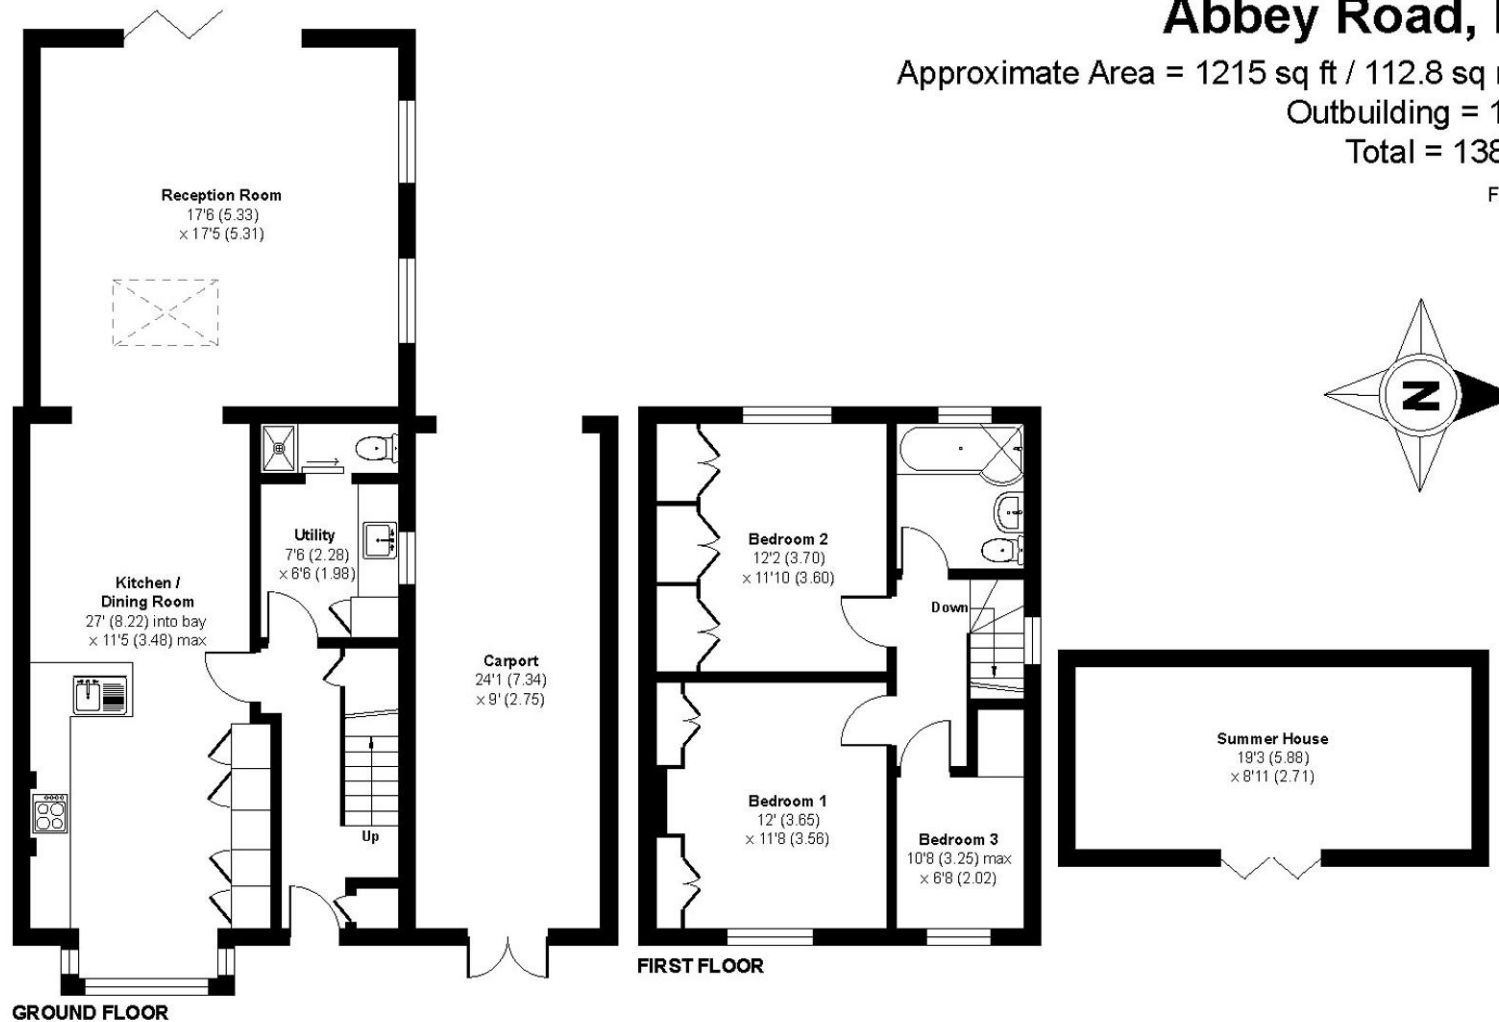 Abbey Road,
Approximate Area = 1215 sq ft / 112.8 sq
Outbuilding =
Total =
Reception Room
17'6 (5.33)
x 17'5 (5.31)
N
Utility
7'6 (2.28)
x 6'6 (1.98)
Kitchen /
Dining Room
27' (8.22) into bay
x 11'5 (3.48) max
Carport
24'1 (7.34)
x 9' (2.75)
Up
GROUND FLOOR
Bedroom 2
12'2 (3.70)
x 11'10 (3.60)
Down
Bedroom 1
12' (3.65)
x 11'8 (3.56)
Bedroom 3
10'8 (3.25) max
x 6'8 (2.02)
FIRST FLOOR
Summer House
19'3 (5.88)
x 8'11 (2.71)